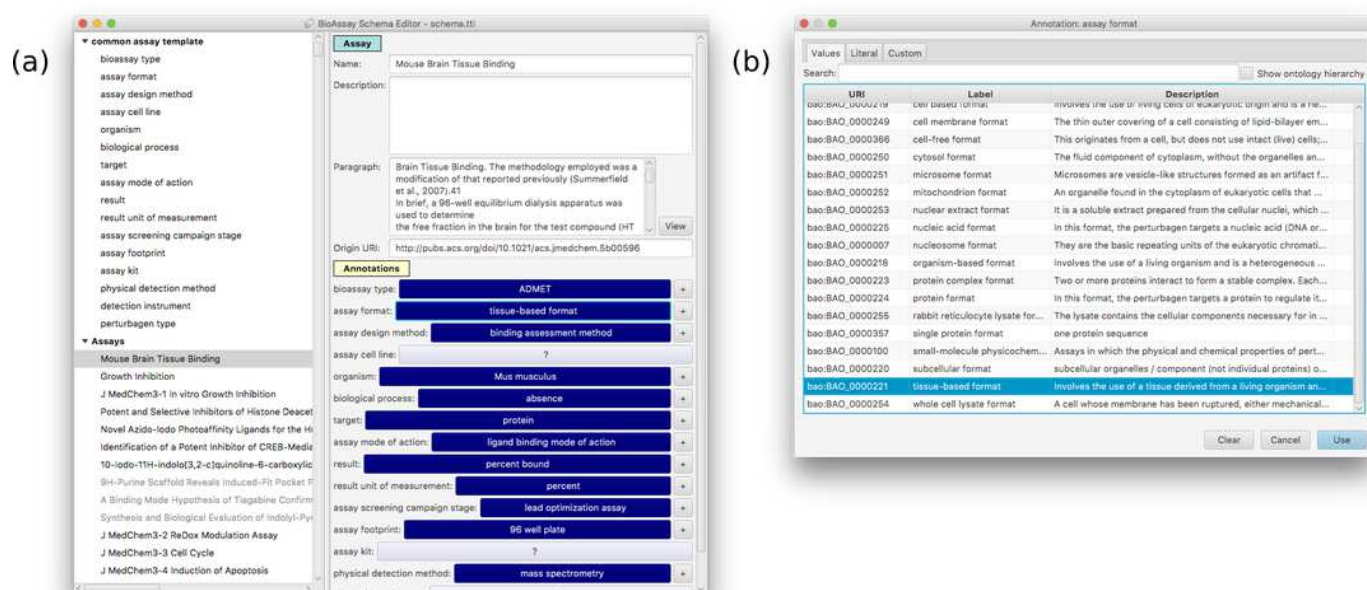 (a)
BioAssay Schema Editor - schema.ttl
common assay template
bioassay type
assay format
assay design method
assay cell line
organism
biological process
target
assay mode of action
result
result unit of measurement
assay screening campaign stage
assay footprint
assay kit
physical detection method
detection instrument
perturbagen type
Assays
Mouse Brain Tissue Binding
Growth Inhibition
J MedChem3-1 in vitro Growth Inhibition
Potent and Selective Inhibitors of Histone Deacet
Novel Azido-Iodo Photoaffinity Ligands for the H
Identification of a Potent Inhibitor of CREB-Media
10-iodo-11H-indolo[3,2-c]quinoline-6-carboxylic
9H-Purine Scaffold Reveals Induced-Fit Pocket P
A Binding Mode Hypothesis of Tiagabine Confirm
Synthesis and Biological Evaluation of Indolyl-Py
J MedChem3-2 ReDox Modulation Assay
J MedChem3-3 Cell Cycle
J MedChem3-4 Induction of Apoptosis
Assay
Name: Mouse Brain Tissue Binding
Description:
Paragraph: Brain Tissue Binding. The methodology employed was a
modification of that reported previously (Summerfield
et al., 2007).41
In brief, a 96-well equilibrium dialysis apparatus was
used to determine
the free fraction in the brain for the test compound (HT
View
Origin URI: http://pubs.acs.org/doi/10.1021/acs.jmedchem.5b00596
Annotations
bioassay type: ADMET +
assay format: tissue-based format +
assay design method: binding assessment method +
assay cell line: ? +
organism: Mus musculus +
biological process: absence +
target: protein +
assay mode of action: ligand binding mode of action +
result: percent bound +
result unit of measurement: percent +
assay screening campaign stage: lead optimization assay +
assay footprint: 96 well plate +
assay kit: ? +
physical detection method: mass spectrometry +
(b)
Annotation: assay format
Values Literal Custom
Search: Show ontology hierarchy
URI Label Description
bao:BAO_0000219 cell based format Involves the use of living cells of eukaryotic origin and is a he...
bao:BAO_0000249 cell membrane format The thin outer covering of a cell consisting of lipid-bilayer em...
bao:BAO_0000366 cell-free format This originates from a cell, but does not use intact (live) cells;...
bao:BAO_0000250 cytosol format The fluid component of cytoplasm, without the organelles an...
bao:BAO_0000251 microsome format Microsomes are vesicle-like structures formed as an artifact f...
bao:BAO_0000252 mitochondrion format An organelle found in the cytoplasm of eukaryotic cells that ...
bao:BAO_0000253 nuclear extract format It is a soluble extract prepared from the cellular nuclei, which ...
bao:BAO_0000225 nucleic acid format In this format, the perturbagen targets a nucleic acid (DNA or...
bao:BAO_0000007 nucleosome format They are the basic repeating units of the eukaryotic chromati...
bao:BAO_0000218 organism-based format Involves the use of a living organism and is a heterogeneous ...
bao:BAO_0000223 protein complex format Two or more proteins interact to form a stable complex. Each...
bao:BAO_0000224 protein format In this format, the perturbagen targets a protein to regulate it...
bao:BAO_0000255 rabbit reticulocyte lysate for... The lysate contains the cellular components necessary for in ...
bao:BAO_0000357 single protein format one protein sequence
bao:BAO_0000100 small-molecule physicochem... Assays in which the physical and chemical properties of pert...
bao:BAO_0000220 subcellular format subcellular organelles / component (not individual proteins) o...
bao:BAO_0000221 tissue-based format Involves the use of a tissue derived from a living organism an...
bao:BAO_0000254 whole cell lysate format A cell whose membrane has been ruptured, either mechanical...
Clear Cancel Use